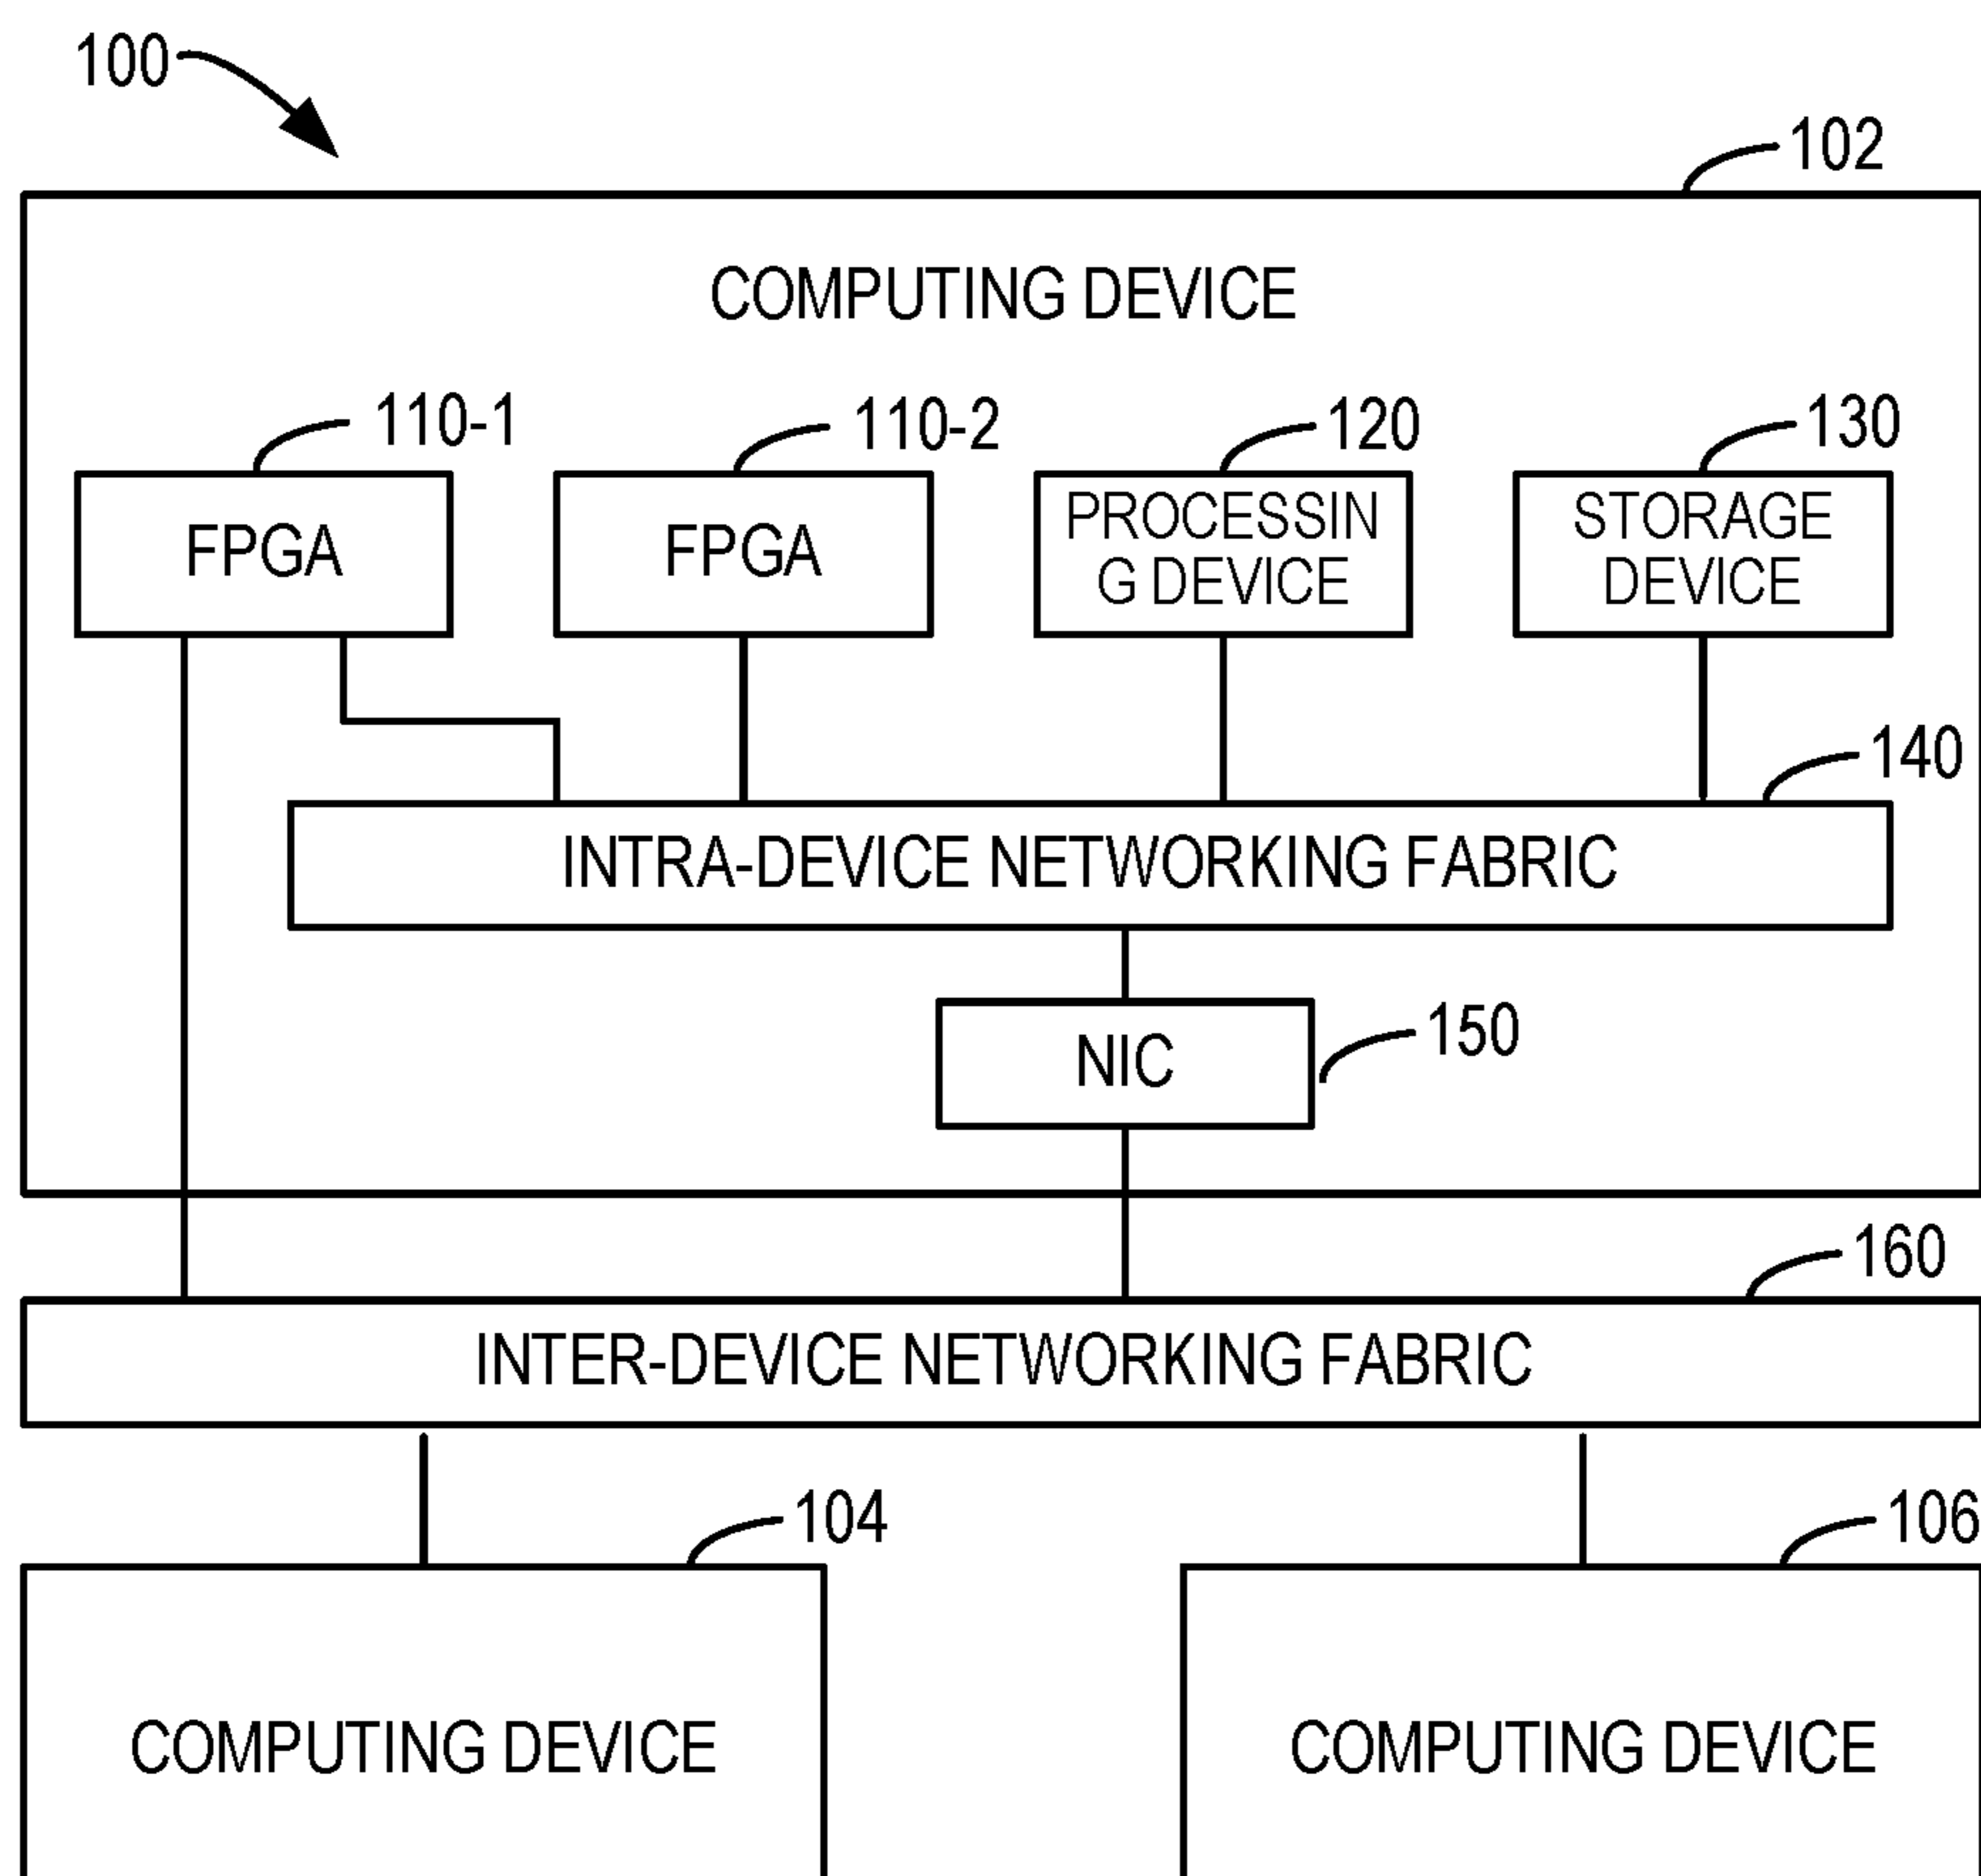 100
102
COMPUTING DEVICE
110-1
110-2
120
130
FPGA
FPGA
PROCESSIN
G DEVICE
STORAGE
DEVICE
140
INTRA-DEVICE NETWORKING FABRIC
NIC
150
160
INTER-DEVICE NETWORKING FABRIC
104
106
COMPUTING DEVICE
COMPUTING DEVICE